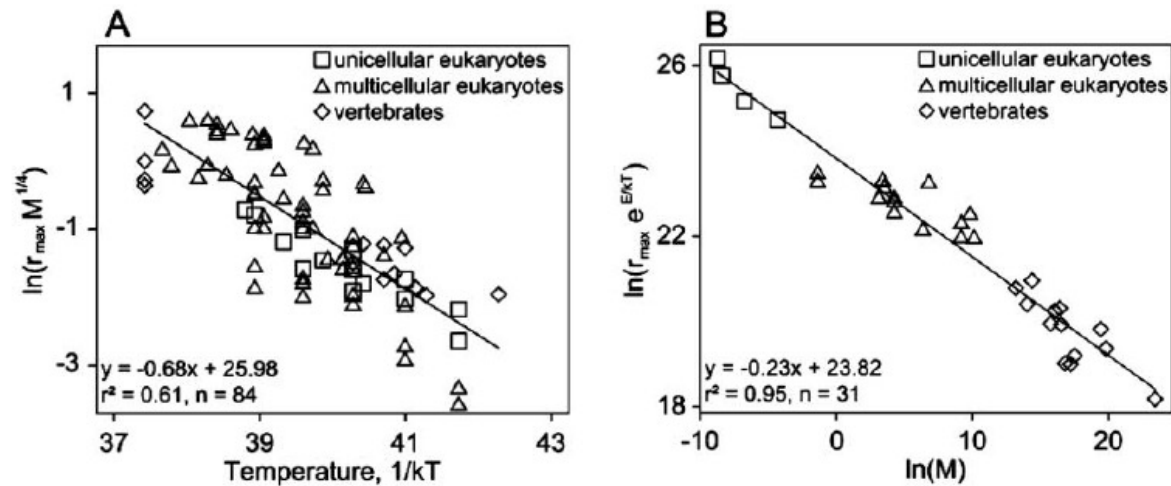 A
unicellular eukaryotes
multicellular eukaryotes
vertebrates
1
-1
-3
ln(rmax M1/4)
y = -0.68x + 25.98
r² = 0.61, n = 84
37
39
41
43
Temperature, 1/kT
B
unicellular eukaryotes
multicellular eukaryotes
vertebrates
26
22
18
ln(rmax eE/kT)
y = -0.23x + 23.82
r² = 0.95, n = 31
-10
0
10
20
ln(M)